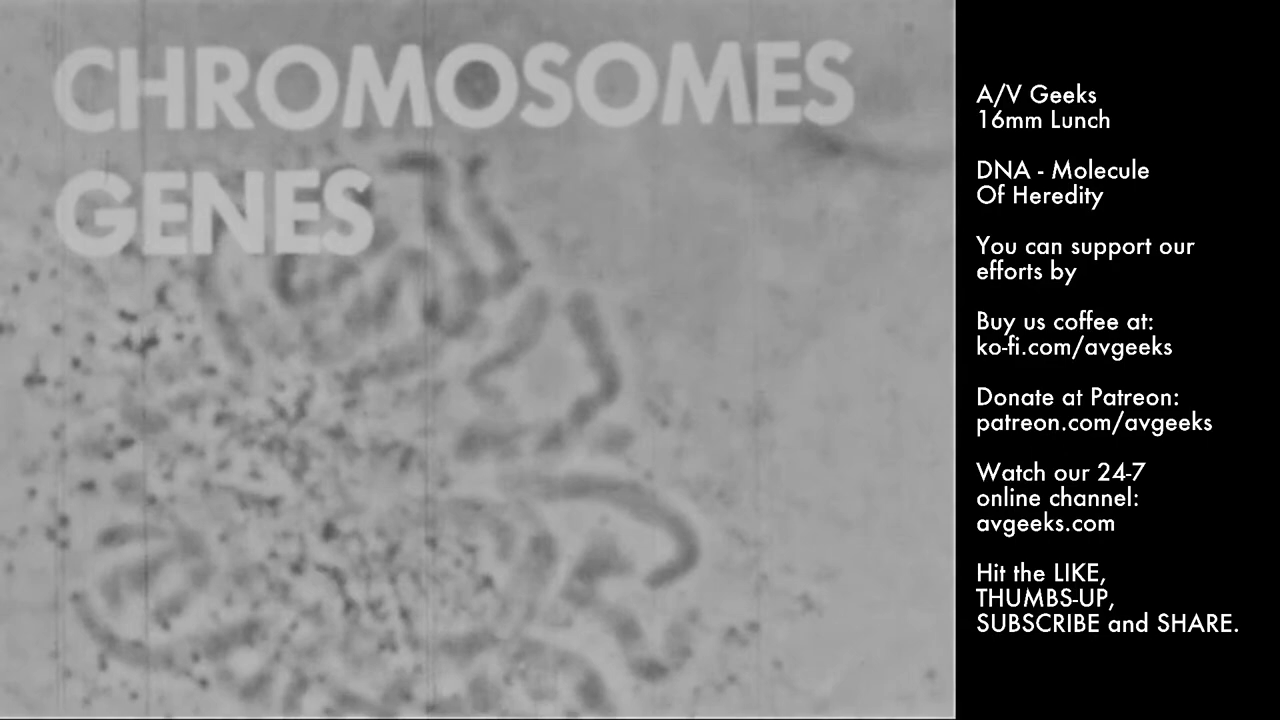 CHROMOSOMES
GENES
A/V Geeks
16mm Lunch
DNA - Molecule
Of Heredity
You can support our
efforts by
Buy us coffee at:
ko-fi.com/avgeeks
Donate at Patreon:
patreon.com/avgeeks
Watch our 24-7
online channel:
avgeeks.com
Hit the LIKE,
THUMBS-UP,
SUBSCRIBE and SHARE.